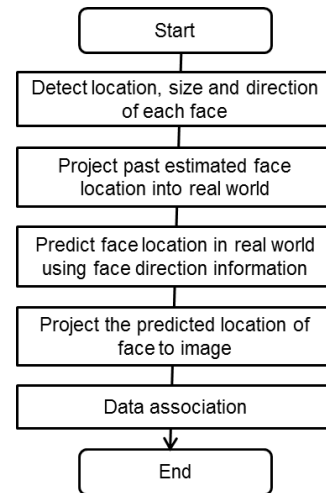 Start
Detect location, size and direction
of each face
Project past estimated face
location into real world
Predict face location in real world
using face direction information
Project the predicted location of
face to image
Data association
End